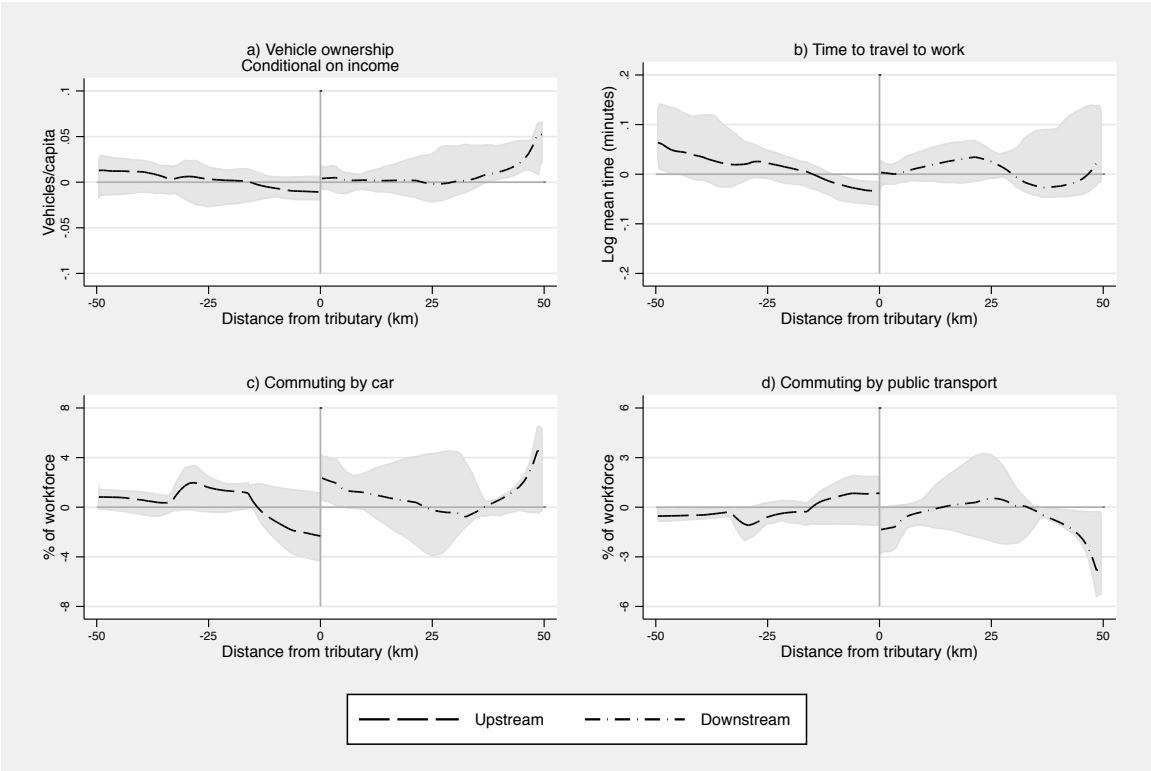 a) Vehicle ownership
Conditional on income
Vehicles/capita
.1
.05
0
-.05
-.1
-50 -25 0 25 50
Distance from tributary (km)
b) Time to travel to work
Log mean time (minutes)
.2
.1
0
-.1
-.2
-50 -25 0 25 50
Distance from tributary (km)
c) Commuting by car
% of workforce
8
4
0
-4
-8
-50 -25 0 25 50
Distance from tributary (km)
d) Commuting by public transport
% of workforce
6
3
0
-3
-6
-50 -25 0 25 50
Distance from tributary (km)
Upstream Downstream